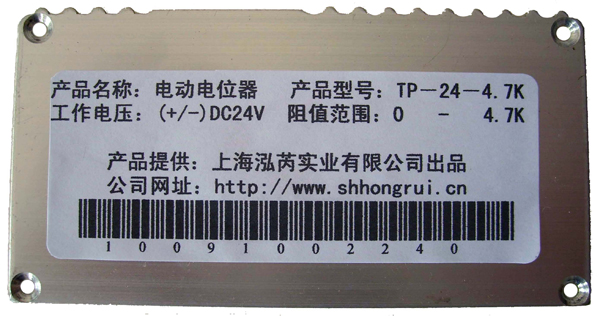 产品名称: 电动电位器 产品型号: TP-24-4.7K
工作电压: (+/-)DC24V 阻值范围: 0 - 4.7K
产品提供: 上海泓芮实业有限公司出品
公司网址: http://www.shhongrui.cn
10091002240